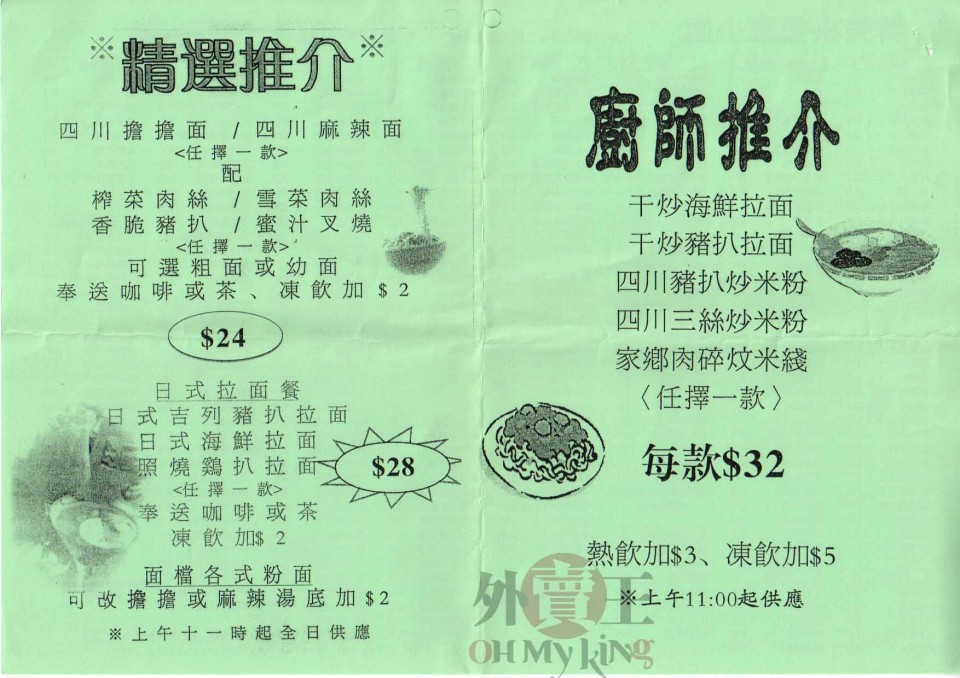 ※精選推介※
四川擔擔面 / 四川麻辣面
<任擇一款>
配
榨菜肉絲 / 雪菜肉絲
香脆豬扒 / 蜜汁叉燒
<任擇一款>
可選粗面或幼面
奉送咖啡或茶、凍飲加$2
$24
日式拉面餐
日式吉列豬扒拉面
日式海鮮拉面
照燒鷄扒拉面
<任擇一款>
奉送咖啡或茶
凍飲加$2
$28
面檔各式粉面
可改擔擔或麻辣湯底加$2
※上午十一時起全日供應
廚師推介
干炒海鮮拉面
干炒豬扒拉面
四川豬扒炒米粉
四川三絲炒米粉
家鄉肉碎炆米綫
〈任擇一款〉
每款$32
熱飲加$3、凍飲加$5
※上午11:00起供應
外賣王
OH My King